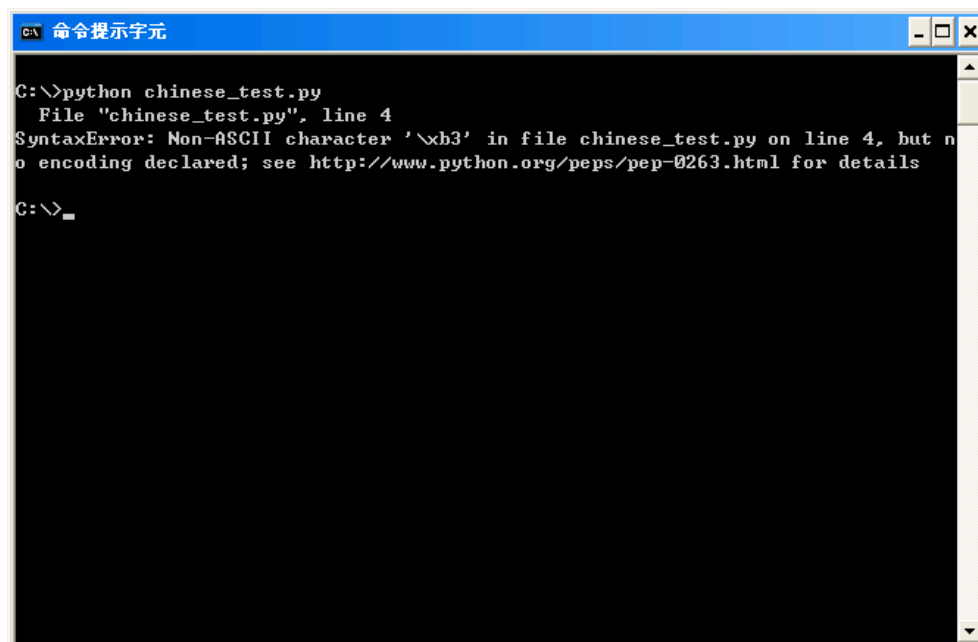 命令提示字元
C:\>python chinese_test.py
  File "chinese_test.py", line 4
SyntaxError: Non-ASCII character '\xb3' in file chinese_test.py on line 4, but n
o encoding declared; see http://www.python.org/peps/pep-0263.html for details
C:\>_